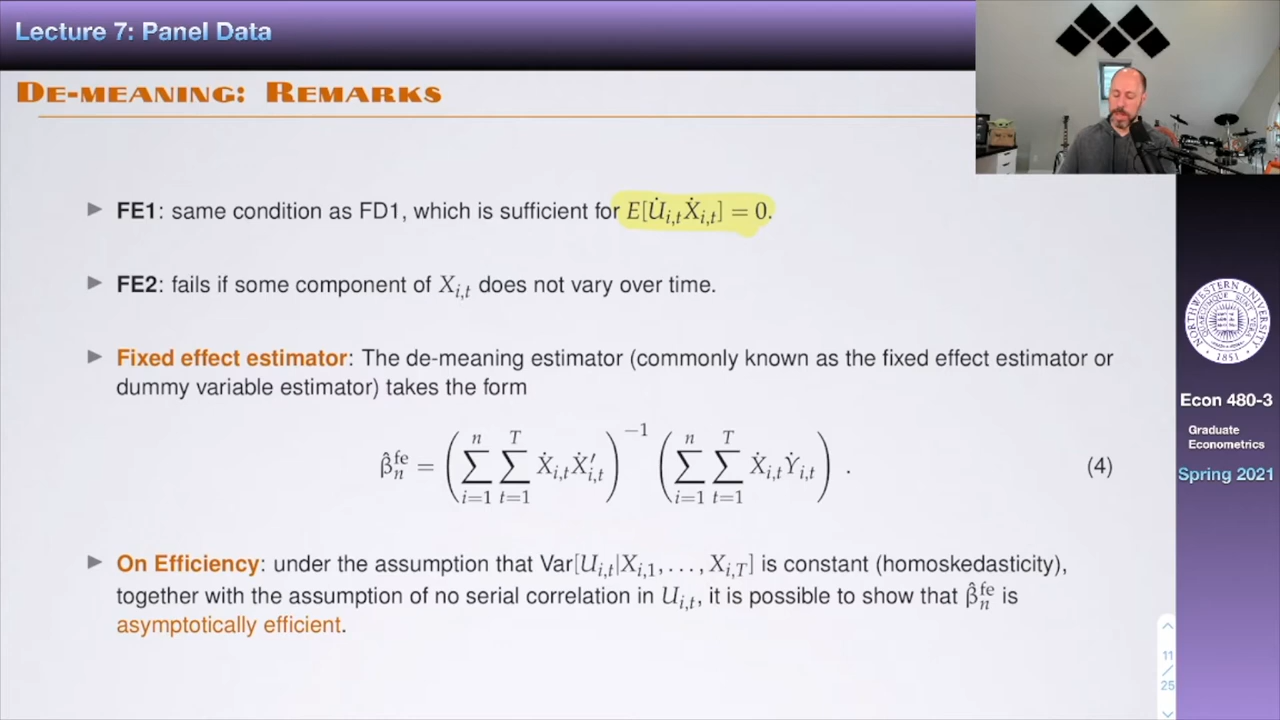 Lecture 7: Panel Data
De-meaning: Remarks
▶ FE1: same condition as FD1, which is sufficient for E[U̇ᵢ,ₜẊᵢ,ₜ] = 0.
▶ FE2: fails if some component of Xᵢ,ₜ does not vary over time.
▶ Fixed effect estimator: The de-meaning estimator (commonly known as the fixed effect estimator or
dummy variable estimator) takes the form
β̂ₙᶠᵉ = (∑ᵢ₌₁ⁿ ∑ₜ₌₁ᵀ Ẋᵢ,ₜẊ′ᵢ,ₜ)⁻¹ (∑ᵢ₌₁ⁿ ∑ₜ₌₁ᵀ Ẋᵢ,ₜẎᵢ,ₜ) . (4)
▶ On Efficiency: under the assumption that Var[Uᵢ,ₜ|Xᵢ,₁, . . . , Xᵢ,T] is constant (homoskedasticity),
together with the assumption of no serial correlation in Uᵢ,ₜ, it is possible to show that β̂ₙᶠᵉ is
asymptotically efficient.
NORTHWESTERN UNIVERSITY
1851
Econ 480-3
Graduate
Econometrics
Spring 2021
11
/
25